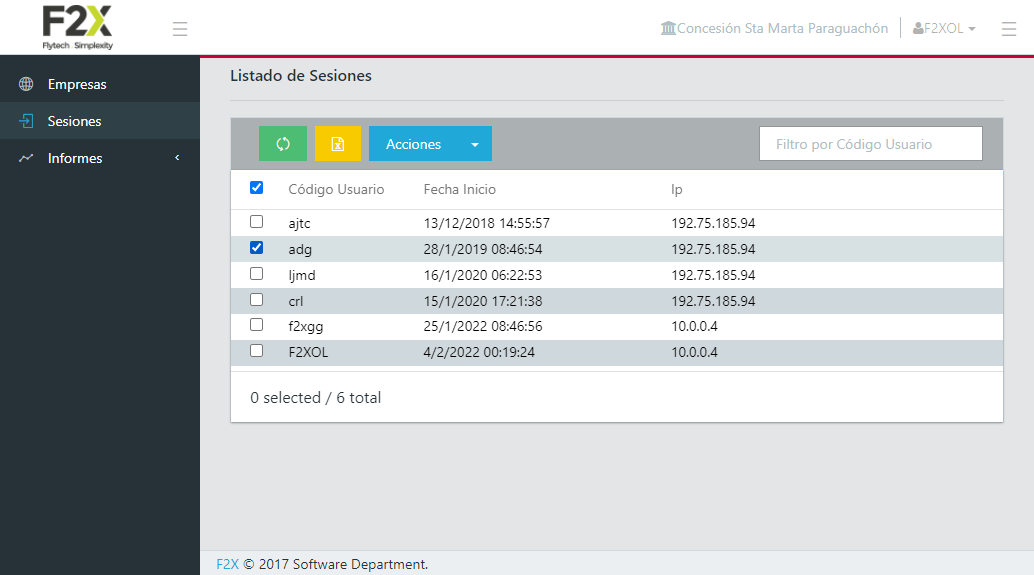 F2X
Flytech . Simplexity
Concesión Sta Marta Paraguachón
F2XOL
Empresas
Sesiones
Informes
Listado de Sesiones
Acciones
Filtro por Código Usuario
Código Usuario Fecha Inicio Ip
ajtc 13/12/2018 14:55:57 192.75.185.94
adg 28/1/2019 08:46:54 192.75.185.94
ljmd 16/1/2020 06:22:53 192.75.185.94
crl 15/1/2020 17:21:38 192.75.185.94
f2xgg 25/1/2022 08:46:56 10.0.0.4
F2XOL 4/2/2022 00:19:24 10.0.0.4
0 selected / 6 total
F2X © 2017 Software Department.